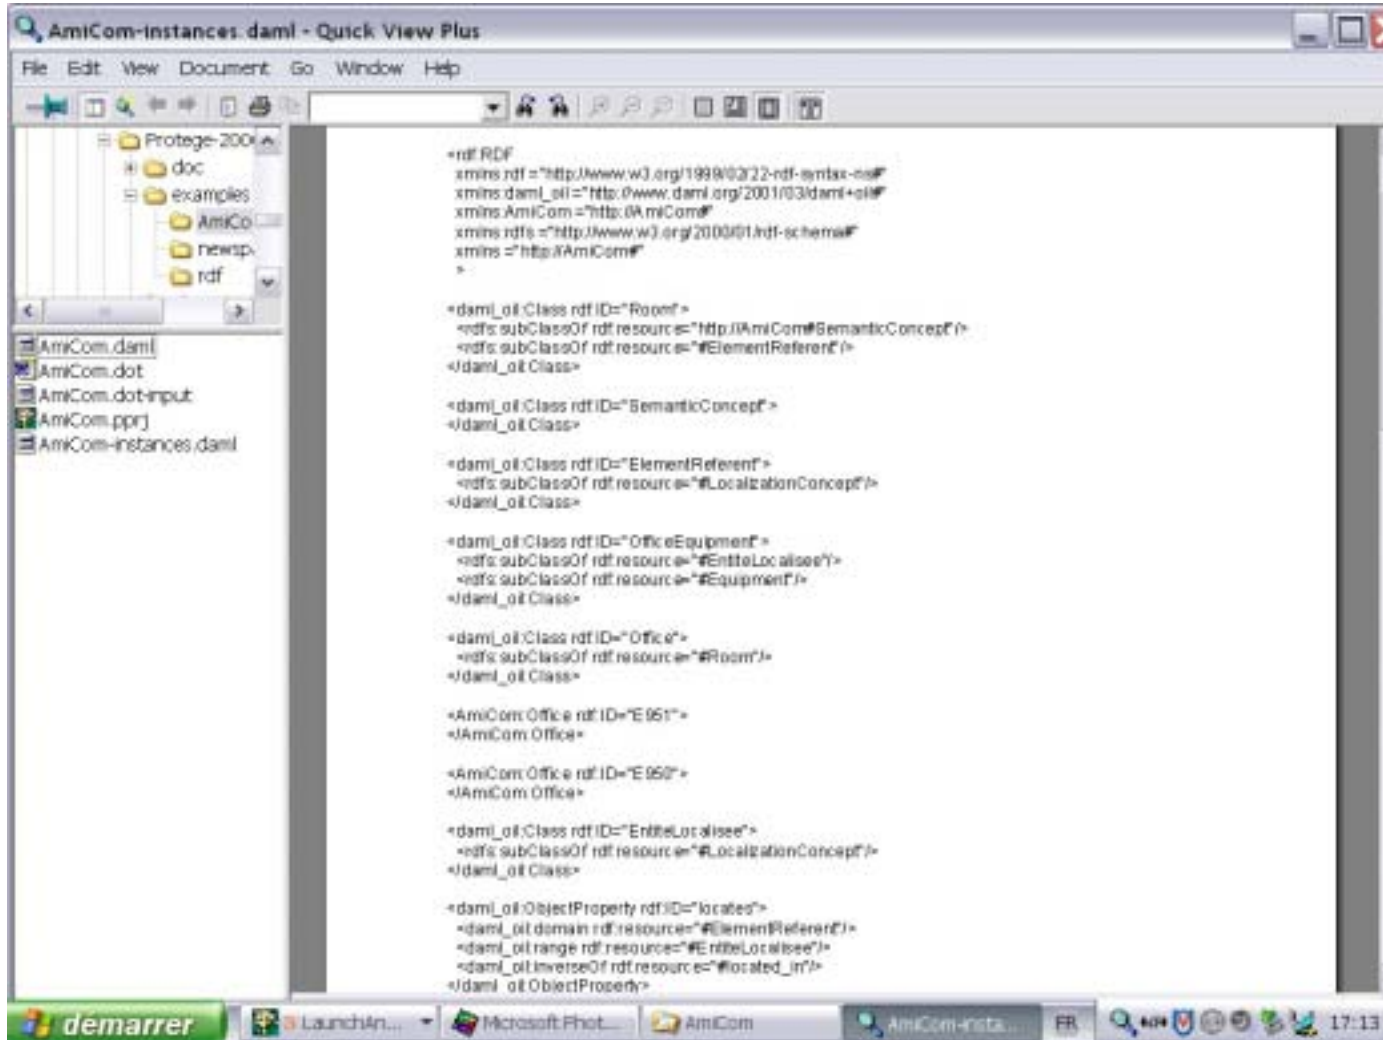 AmiCom-instances.daml - Quick View Plus
File Edit View Document Go Window Help
Protege-200
doc
examples
AmiCo
newsp
rdf
AmiCom.daml
AmiCom.dot
AmiCom.dot-input
AmiCom.pprj
AmiCom-instances.daml
<rdf:RDF
xmlns:rdf ="http://www.w3.org/1999/02/22-rdf-syntax-ns#"
xmlns:daml_oil ="http://www.daml.org/2001/03/daml+oil#"
xmlns:AmiCom ="http://AmiCom#"
xmlns:rdfs ="http://www.w3.org/2000/01/rdf-schema#"
xmlns ="http://AmiCom#"
>
<daml_oil:Class rdf:ID="Room">
<rdfs:subClassOf rdf:resource="http://AmiCom#SemanticConcept"/>
<rdfs:subClassOf rdf:resource="#ElementReferent"/>
</daml_oil:Class>
<daml_oil:Class rdf:ID="SemanticConcept">
</daml_oil:Class>
<daml_oil:Class rdf:ID="ElementReferent">
<rdfs:subClassOf rdf:resource="#LocalizationConcept"/>
</daml_oil:Class>
<daml_oil:Class rdf:ID="OfficeEquipment">
<rdfs:subClassOf rdf:resource="#EntiteLocalisee"/>
<rdfs:subClassOf rdf:resource="#Equipment"/>
</daml_oil:Class>
<daml_oil:Class rdf:ID="Office">
<rdfs:subClassOf rdf:resource="#Room"/>
</daml_oil:Class>
<AmiCom:Office rdf:ID="E951">
</AmiCom:Office>
<AmiCom:Office rdf:ID="E950">
</AmiCom:Office>
<daml_oil:Class rdf:ID="EntiteLocalisee">
<rdfs:subClassOf rdf:resource="#LocalizationConcept"/>
</daml_oil:Class>
<daml_oil:ObjectProperty rdf:ID="locates">
<daml_oil:domain rdf:resource="#ElementReferent"/>
<daml_oil:range rdf:resource="#EntiteLocalisee"/>
<daml_oil:inverseOf rdf:resource="#located_in"/>
</daml_oil:ObjectProperty>
démarrer 3 LaunchAn... Microsoft Phot... AmiCom AmiCom-insta... FR 17:13